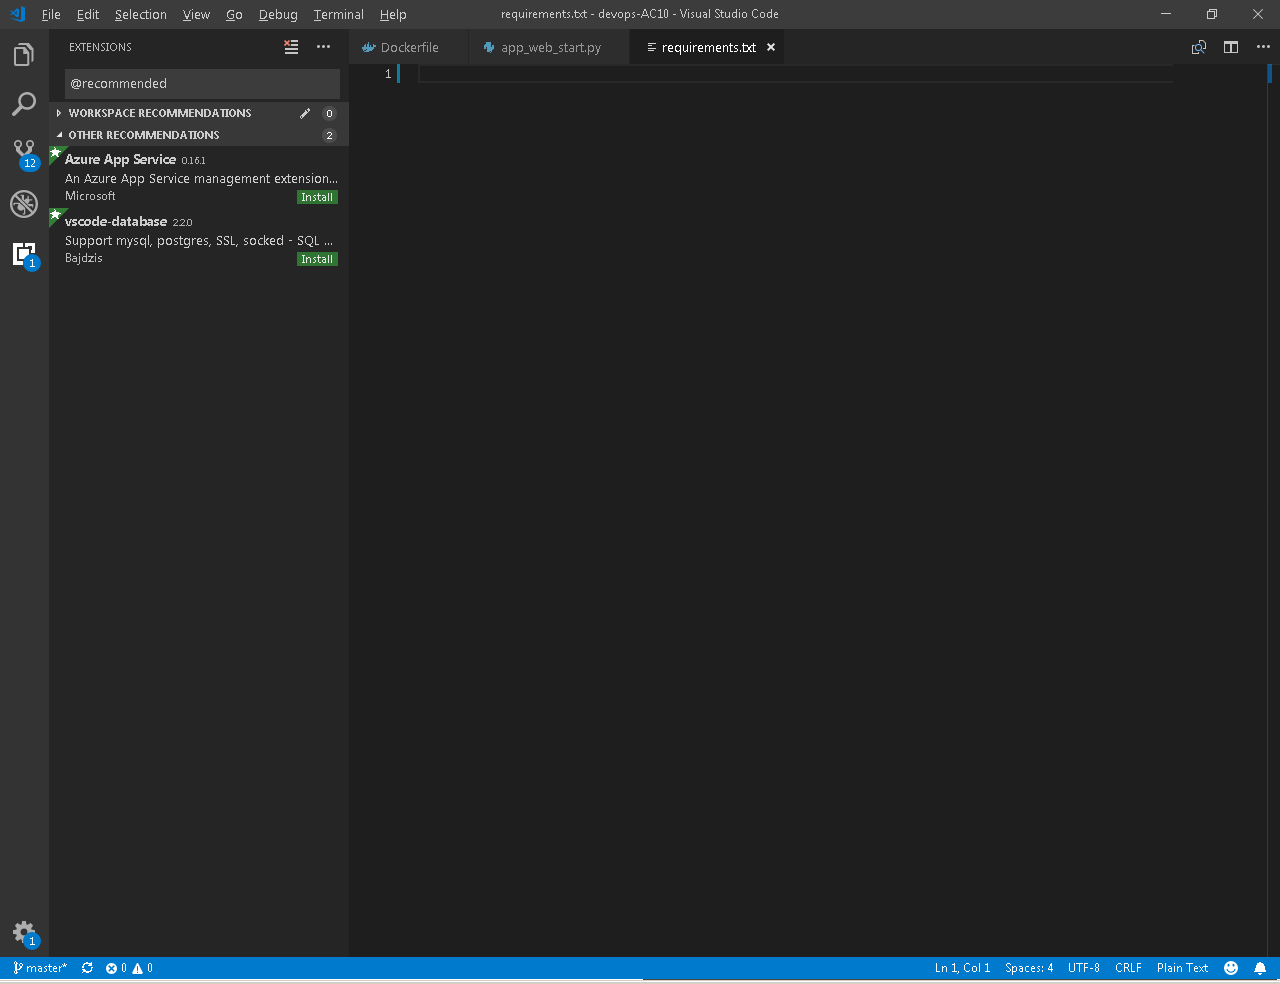 File Edit Selection View Go Debug Terminal Help
requirements.txt - devops-AC10 - Visual Studio Code
EXTENSIONS
Dockerfile
app_web_start.py
requirements.txt
@recommended
1
WORKSPACE RECOMMENDATIONS 0
OTHER RECOMMENDATIONS 2
Azure App Service 0.16.1
An Azure App Service management extension...
Microsoft Install
vscode-database 2.2.0
Support mysql, postgres, SSL, socked - SQL ...
Bajdzis Install
12
1
1
master* 0 0
Ln 1, Col 1 Spaces: 4 UTF-8 CRLF Plain Text